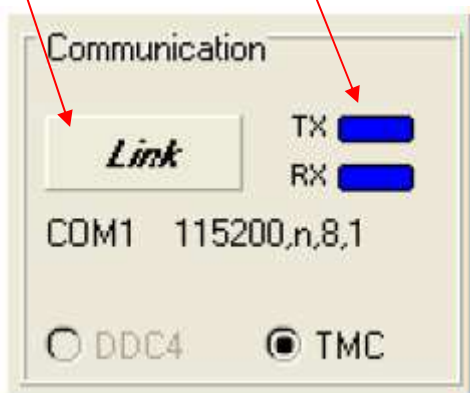 Communication
Link
TX
RX
COM1 115200,n,8,1
DDC4 TMC